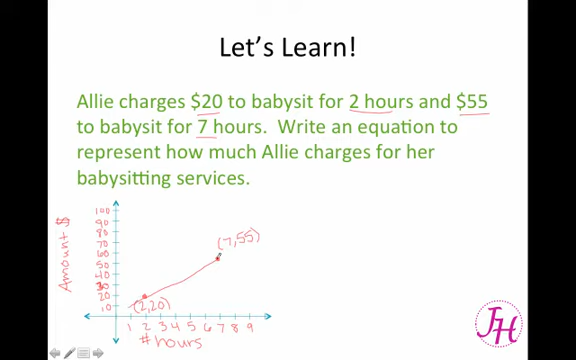 Let's Learn!
Allie charges $20 to babysit for 2 hours and $55
to babysit for 7 hours. Write an equation to
represent how much Allie charges for her
babysitting services.
Amount $
100
90
80
70
60
50
40
30
20
10
(7,55)
(2,20)
1 2 3 4 5 6 7 8 9
# hours
JH